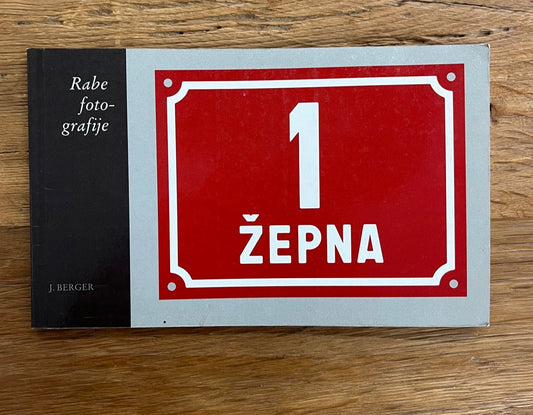 Rabe
foto-
grafije
J. BERGER
1
ŽEPNA